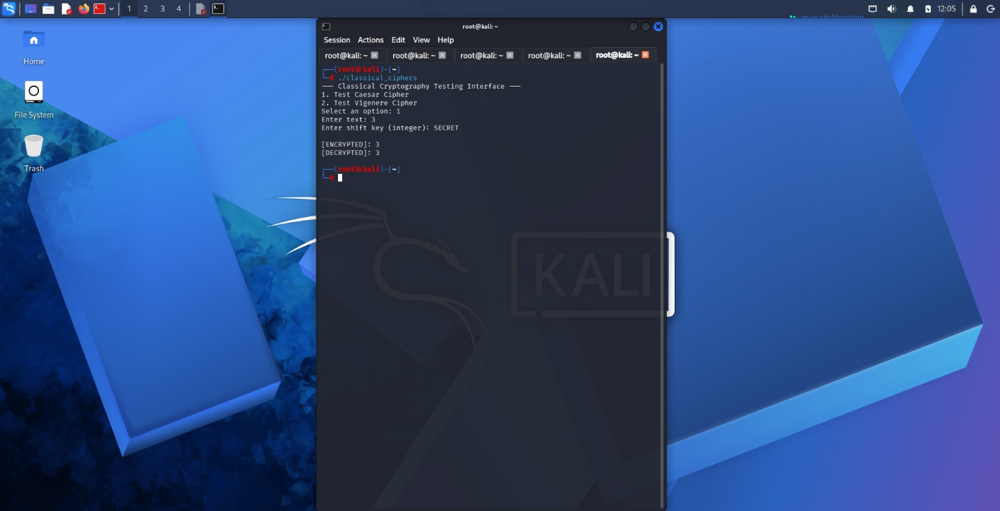 1 2 3 4
12:05
Home
File System
Trash
root@kali: ~
Session Actions Edit View Help
root@kali: ~ root@kali: ~ root@kali: ~ root@kali: ~ root@kali: ~
┌──(root㉿kali)-[~]
└─# ./classical_ciphers
─── Classical Cryptography Testing Interface ───
1. Test Caesar Cipher
2. Test Vigenere Cipher
Select an option: 1
Enter text: 3
Enter shift key (integer): SECRET
[ENCRYPTED]: 3
[DECRYPTED]: 3
┌──(root㉿kali)-[~]
└─#
KALI